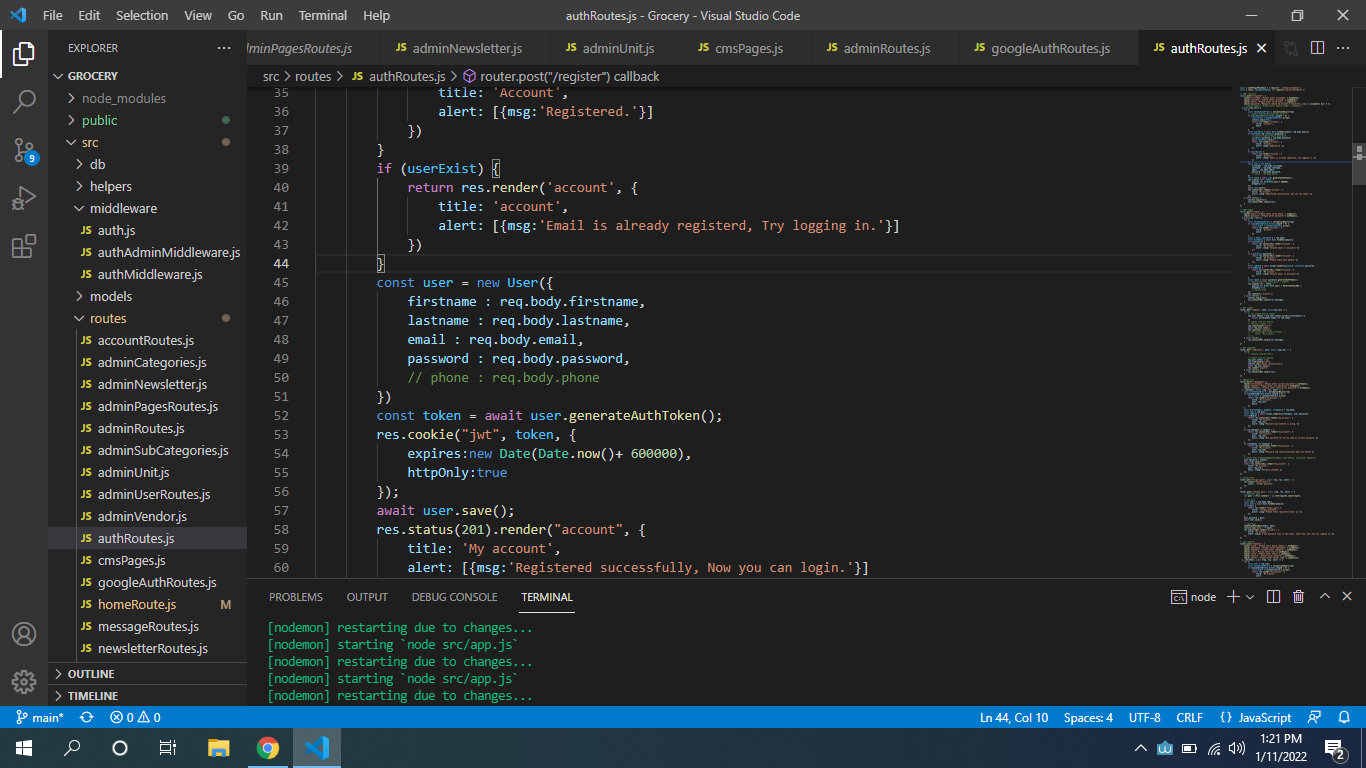 File Edit Selection View Go Run Terminal Help
authRoutes.js - Grocery - Visual Studio Code
EXPLORER
GROCERY
node_modules
public
src
db
helpers
middleware
JS auth.js
JS authAdminMiddleware.js
JS authMiddleware.js
models
routes
JS accountRoutes.js
JS adminCategories.js
JS adminNewsletter.js
JS adminPagesRoutes.js
JS adminRoutes.js
JS adminSubCategories.js
JS adminUnit.js
JS adminUserRoutes.js
JS adminVendor.js
JS authRoutes.js
JS cmsPages.js
JS googleAuthRoutes.js
JS homeRoute.js M
JS messageRoutes.js
JS newsletterRoutes.js
OUTLINE
TIMELINE
9
dminPagesRoutes.js JS adminNewsletter.js JS adminUnit.js JS cmsPages.js JS adminRoutes.js JS googleAuthRoutes.js JS authRoutes.js
src > routes > JS authRoutes.js > router.post("/register") callback
35 title: 'Account',
36 alert: [{msg:'Registered.'}]
37 })
38 }
39 if (userExist) {
40 return res.render('account', {
41 title: 'account',
42 alert: [{msg:'Email is already registerd, Try logging in.'}]
43 })
44 }
45 const user = new User({
46 firstname : req.body.firstname,
47 lastname : req.body.lastname,
48 email : req.body.email,
49 password : req.body.password,
50 // phone : req.body.phone
51 })
52 const token = await user.generateAuthToken();
53 res.cookie("jwt", token, {
54 expires:new Date(Date.now()+ 600000),
55 httpOnly:true
56 });
57 await user.save();
58 res.status(201).render("account", {
59 title: 'My account',
60 alert: [{msg:'Registered successfully, Now you can login.'}]
PROBLEMS OUTPUT DEBUG CONSOLE TERMINAL
node
[nodemon] restarting due to changes...
[nodemon] starting `node src/app.js`
[nodemon] restarting due to changes...
[nodemon] starting `node src/app.js`
[nodemon] restarting due to changes...
main* 0 0
Ln 44, Col 10 Spaces: 4 UTF-8 CRLF {} JavaScript
1:21 PM
1/11/2022
2